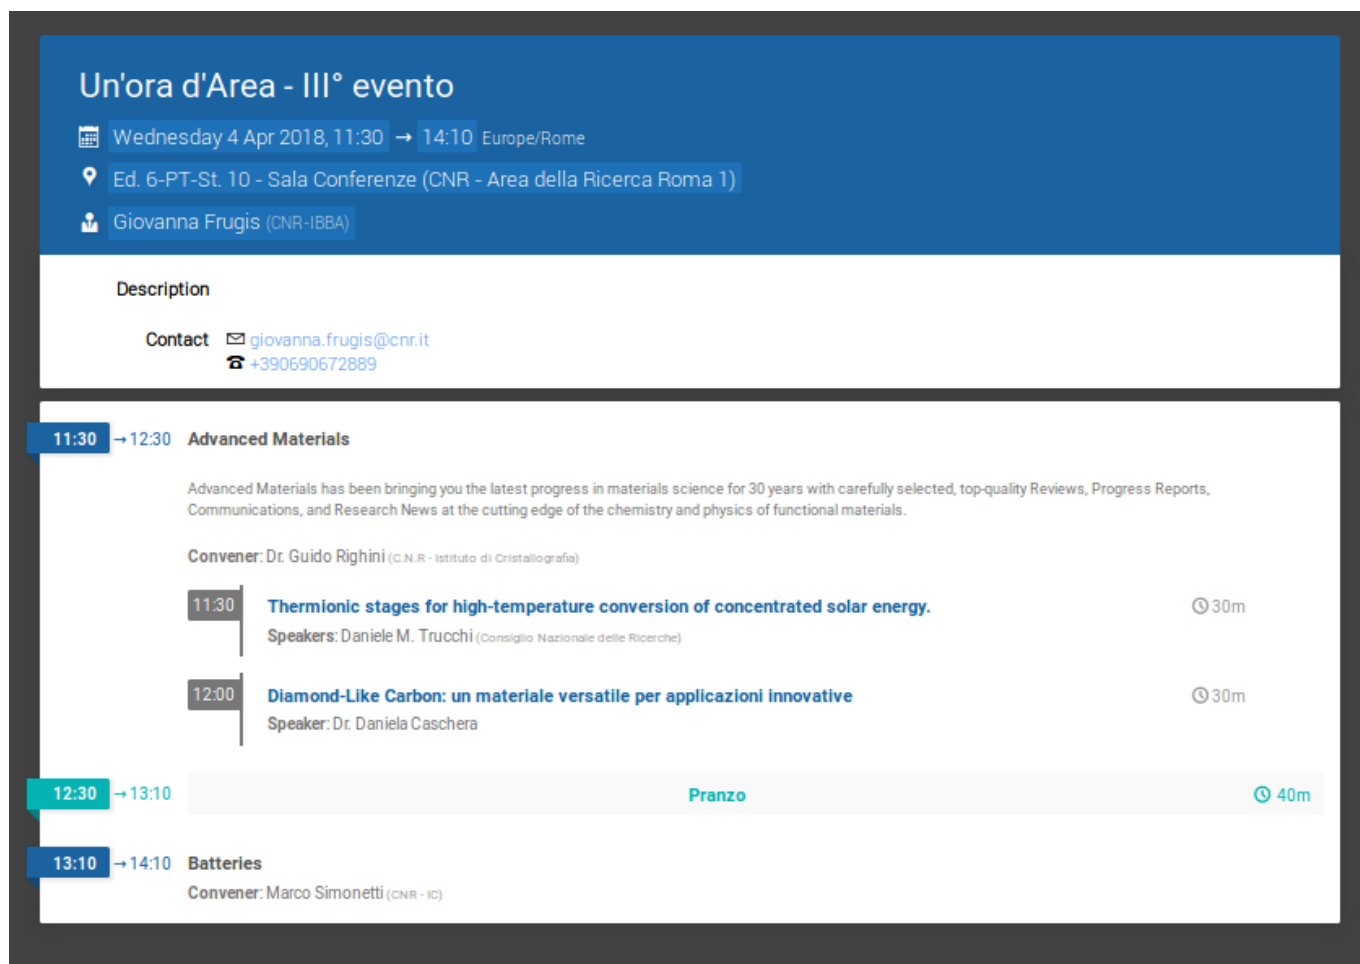 Un'ora d'Area - III° evento
Wednesday 4 Apr 2018, 11:30 → 14:10 Europe/Rome
Ed. 6-PT-St. 10 - Sala Conferenze (CNR - Area della Ricerca Roma 1)
Giovanna Frugis (CNR-IBBA)
Description
Contact giovanna.frugis@cnr.it
+390690672889
11:30 →12:30 Advanced Materials
Advanced Materials has been bringing you the latest progress in materials science for 30 years with carefully selected, top-quality Reviews, Progress Reports,
Communications, and Research News at the cutting edge of the chemistry and physics of functional materials.
Convener: Dr. Guido Righini (C.N.R - Istituto di Cristallografia)
11:30 Thermionic stages for high-temperature conversion of concentrated solar energy. 30m
Speakers: Daniele M. Trucchi (Consiglio Nazionale delle Ricerche)
12:00 Diamond-Like Carbon: un materiale versatile per applicazioni innovative 30m
Speaker: Dr. Daniela Caschera
12:30 →13:10 Pranzo 40m
13:10 →14:10 Batteries
Convener: Marco Simonetti (CNR - IC)